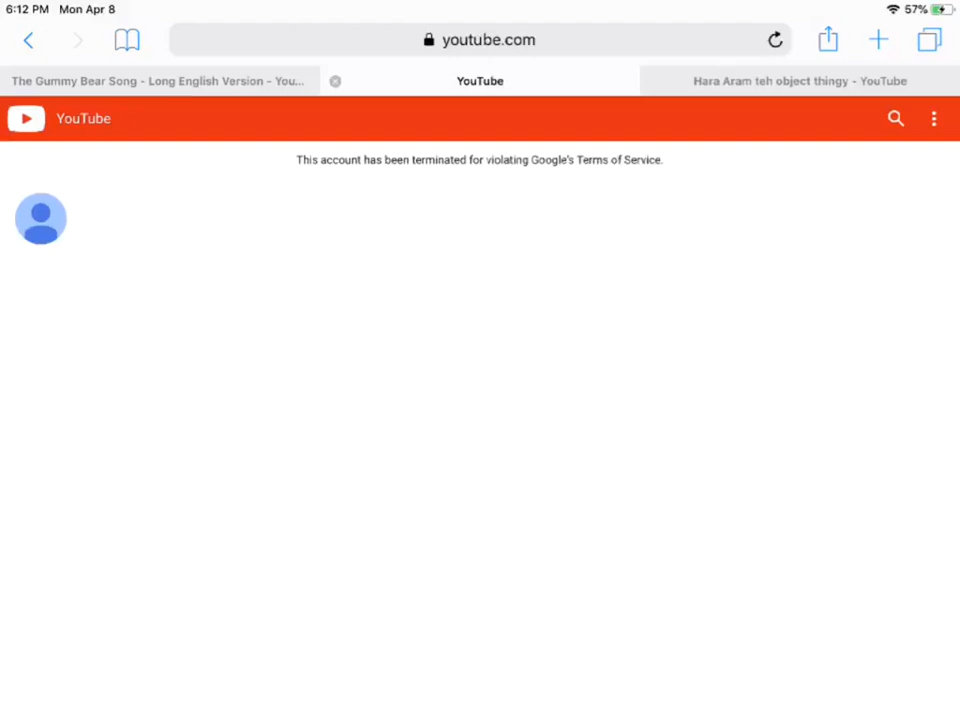 6:12 PM Mon Apr 8 57%
youtube.com
The Gummy Bear Song - Long English Version - You... YouTube Hara Aram teh object thingy - YouTube
YouTube
This account has been terminated for violating Google's Terms of Service.